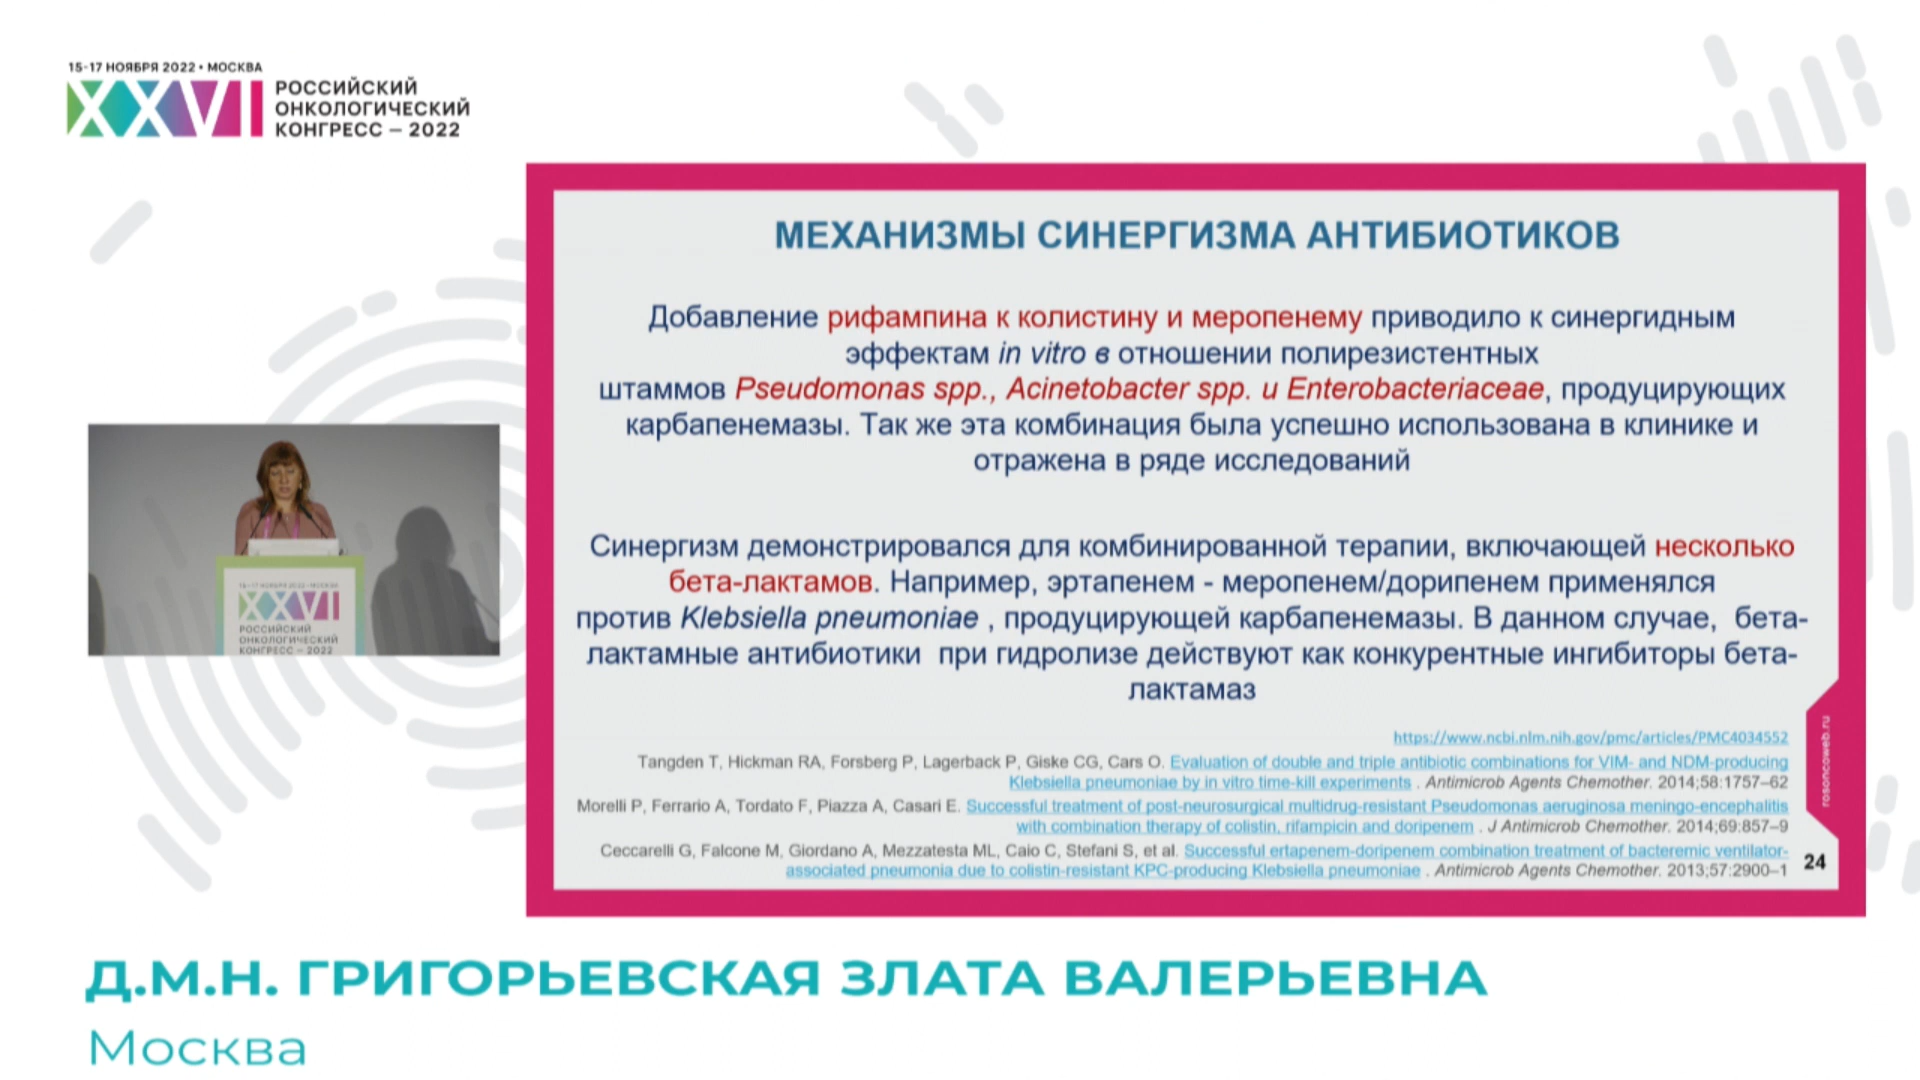 15-17 НОЯБРЯ 2022 • МОСКВА
XXVI
РОССИЙСКИЙ
ОНКОЛОГИЧЕСКИЙ
КОНГРЕСС – 2022
МЕХАНИЗМЫ СИНЕРГИЗМА АНТИБИОТИКОВ
Добавление рифампина к колистину и меропенему приводило к синергидным
эффектам in vitro в отношении полирезистентных
штаммов Pseudomonas spp., Acinetobacter spp. и Enterobacteriaceae, продуцирующих
карбапенемазы. Так же эта комбинация была успешно использована в клинике и
отражена в ряде исследований
Синергизм демонстрировался для комбинированной терапии, включающей несколько
бета-лактамов. Например, эртапенем - меропенем/дорипенем применялся
против Klebsiella pneumoniae , продуцирующей карбапенемазы. В данном случае, бета-
лактамные антибиотики при гидролизе действуют как конкурентные ингибиторы бета-
лактамаз
https://www.ncbi.nlm.nih.gov/pmc/articles/PMC4034552
Tangden T, Hickman RA, Forsberg P, Lagerback P, Giske CG, Cars O. Evaluation of double and triple antibiotic combinations for VIM- and NDM-producing
Klebsiella pneumoniae by in vitro time-kill experiments . Antimicrob Agents Chemother. 2014;58:1757–62
Morelli P, Ferrario A, Tordato F, Piazza A, Casari E. Successful treatment of post-neurosurgical multidrug-resistant Pseudomonas aeruginosa meningo-encephalitis
with combination therapy of colistin, rifampicin and doripenem . J Antimicrob Chemother. 2014;69:857–9
Ceccarelli G, Falcone M, Giordano A, Mezzatesta ML, Caio C, Stefani S, et al. Successful ertapenem-doripenem combination treatment of bacteremic ventilator-
associated pneumonia due to colistin-resistant KPC-producing Klebsiella pneumoniae . Antimicrob Agents Chemother. 2013;57:2900–1
24
rosoncoweb.ru
15-17 НОЯБРЯ 2022 • МОСКВА
XXVI
РОССИЙСКИЙ
ОНКОЛОГИЧЕСКИЙ
КОНГРЕСС – 2022
Д.М.Н. ГРИГОРЬЕВСКАЯ ЗЛАТА ВАЛЕРЬЕВНА
Москва